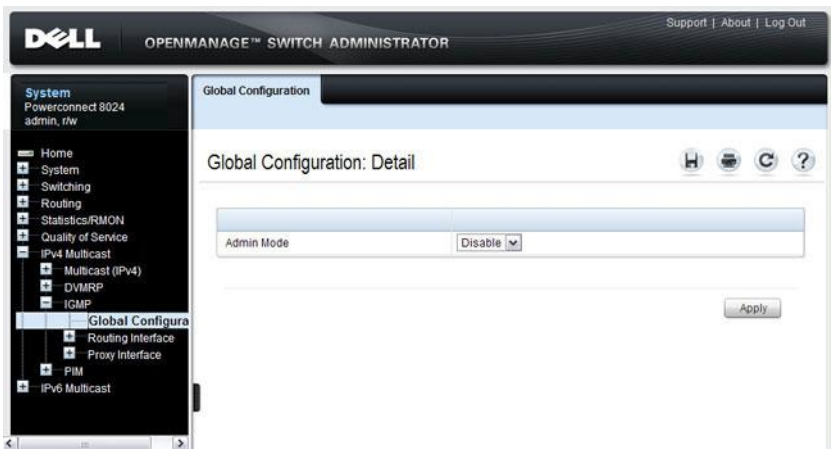 Support | About | Log Out
DELL OPENMANAGE™ SWITCH ADMINISTRATOR
System
Powerconnect 8024
admin, r/w
Global Configuration
Home
System
Switching
Routing
Statistics/RMON
Quality of Service
IPv4 Multicast
Multicast (IPv4)
DVMRP
IGMP
Global Configura
Routing Interface
Proxy Interface
PIM
IPv6 Multicast
Global Configuration: Detail
Admin Mode Disable
Apply